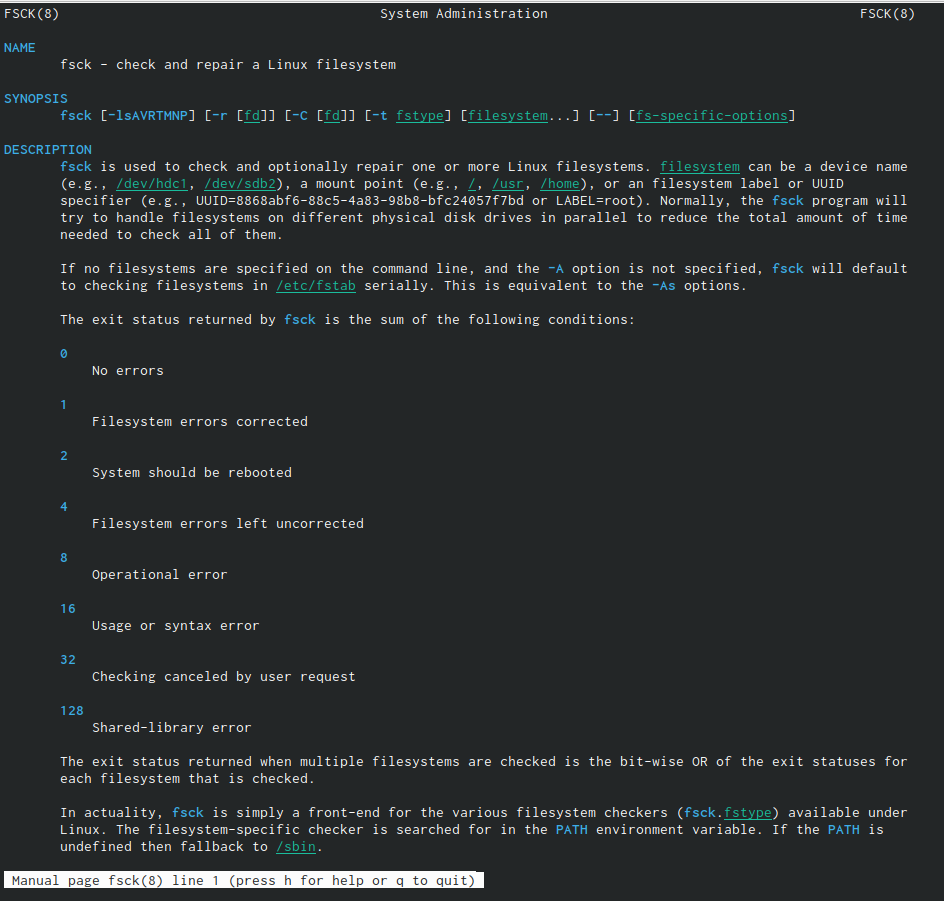 FSCK(8) System Administration FSCK(8)
NAME
fsck - check and repair a Linux filesystem
SYNOPSIS
fsck [-lsAVRTMNP] [-r [fd]] [-C [fd]] [-t fstype] [filesystem...] [--] [fs-specific-options]
DESCRIPTION
fsck is used to check and optionally repair one or more Linux filesystems. filesystem can be a device name
(e.g., /dev/hdc1, /dev/sdb2), a mount point (e.g., /, /usr, /home), or an filesystem label or UUID
specifier (e.g., UUID=8868abf6-88c5-4a83-98b8-bfc24057f7bd or LABEL=root). Normally, the fsck program will
try to handle filesystems on different physical disk drives in parallel to reduce the total amount of time
needed to check all of them.
If no filesystems are specified on the command line, and the -A option is not specified, fsck will default
to checking filesystems in /etc/fstab serially. This is equivalent to the -As options.
The exit status returned by fsck is the sum of the following conditions:
0
No errors
1
Filesystem errors corrected
2
System should be rebooted
4
Filesystem errors left uncorrected
8
Operational error
16
Usage or syntax error
32
Checking canceled by user request
128
Shared-library error
The exit status returned when multiple filesystems are checked is the bit-wise OR of the exit statuses for
each filesystem that is checked.
In actuality, fsck is simply a front-end for the various filesystem checkers (fsck.fstype) available under
Linux. The filesystem-specific checker is searched for in the PATH environment variable. If the PATH is
undefined then fallback to /sbin.
Manual page fsck(8) line 1 (press h for help or q to quit)